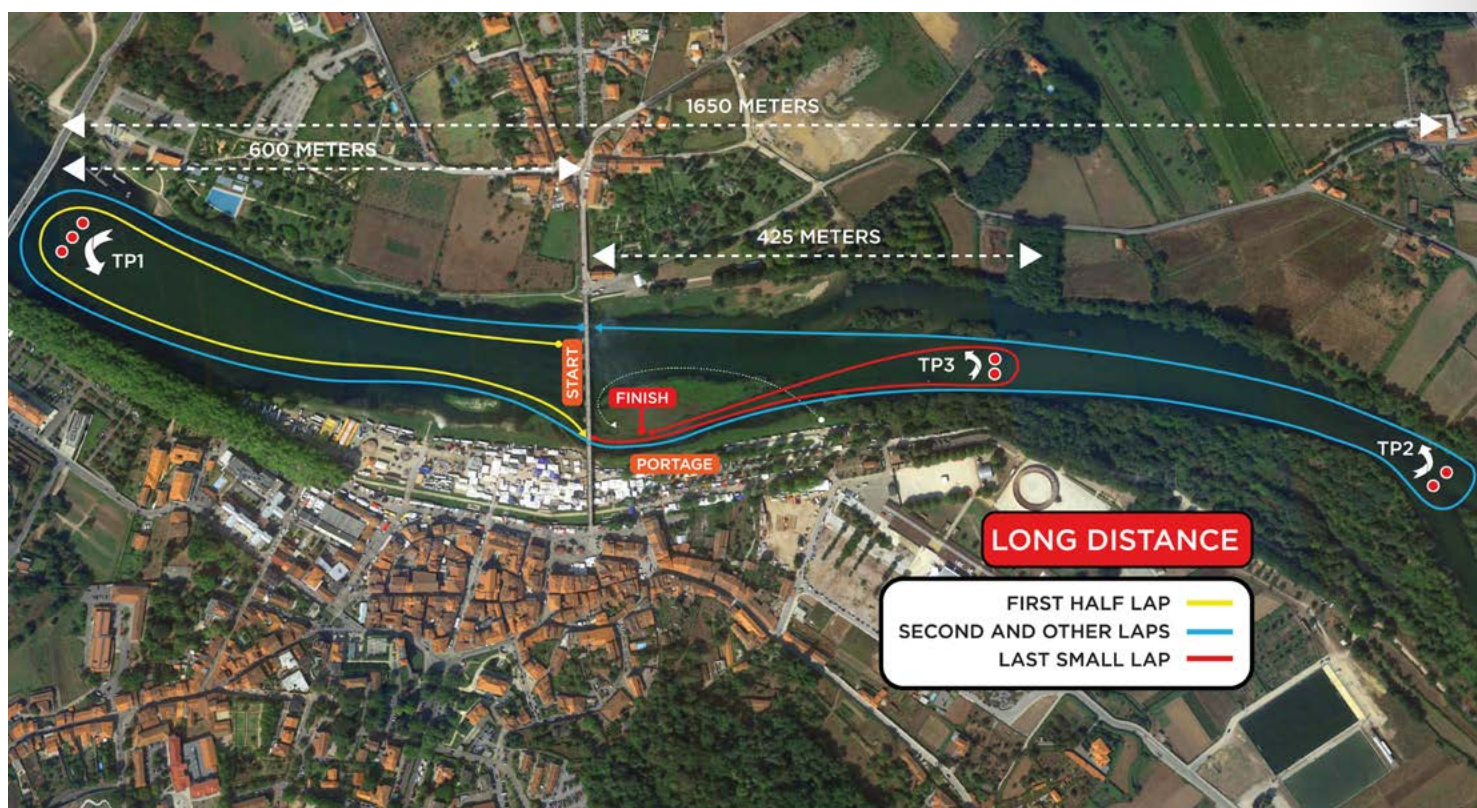 1650 METERS
600 METERS
425 METERS
TP1
START
TP3
FINISH
TP2
PORTAGE
LONG DISTANCE
FIRST HALF LAP
SECOND AND OTHER LAPS
LAST SMALL LAP